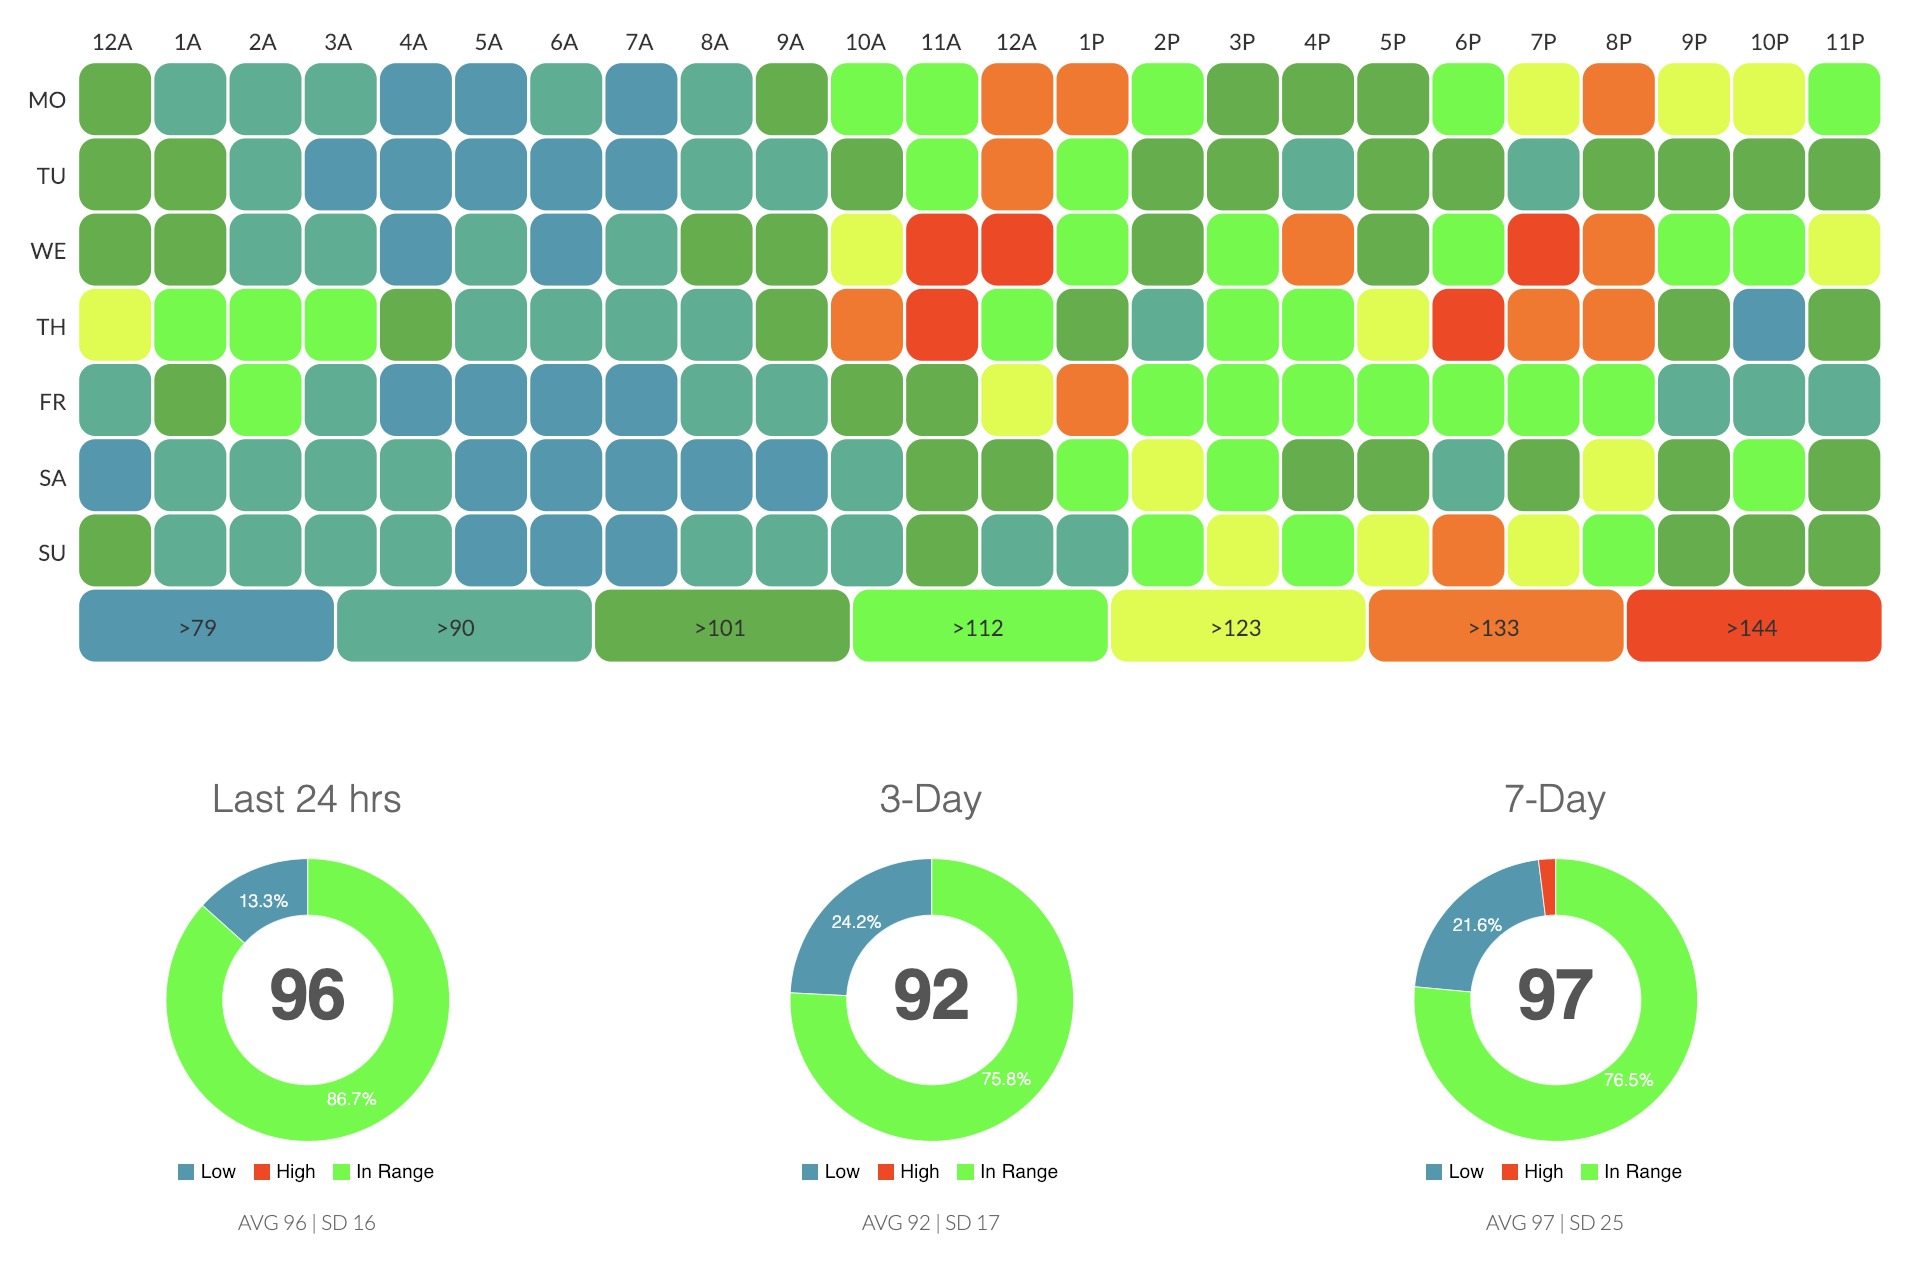 12A 1A 2A 3A 4A 5A 6A 7A 8A 9A 10A 11A 12A 1P 2P 3P 4P 5P 6P 7P 8P 9P 10P 11P
MO
TU
WE
TH
FR
SA
SU
>79 >90 >101 >112 >123 >133 >144
Last 24 hrs
13.3%
96
86.7%
Low High In Range
AVG 96 | SD 16
3-Day
24.2%
92
75.8%
Low High In Range
AVG 92 | SD 17
7-Day
21.6%
97
76.5%
Low High In Range
AVG 97 | SD 25